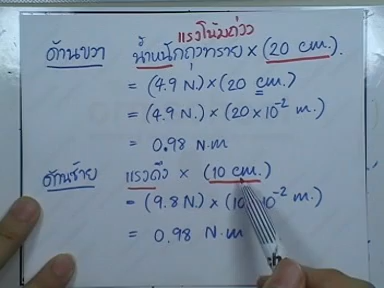 แรงโน้มถ่วง
ด้านขวา น้ำหนักถุงทราย × (20 cm.).
= (4.9 N.) × (20 cm.)
= (4.9 N.) × (20 × 10⁻² m.)
= 0.98 N.m
ด้านซ้าย แรงดึง × (10 cm.)
= (9.8 N.) × (10 × 10⁻² m.)
= 0.98 N.m